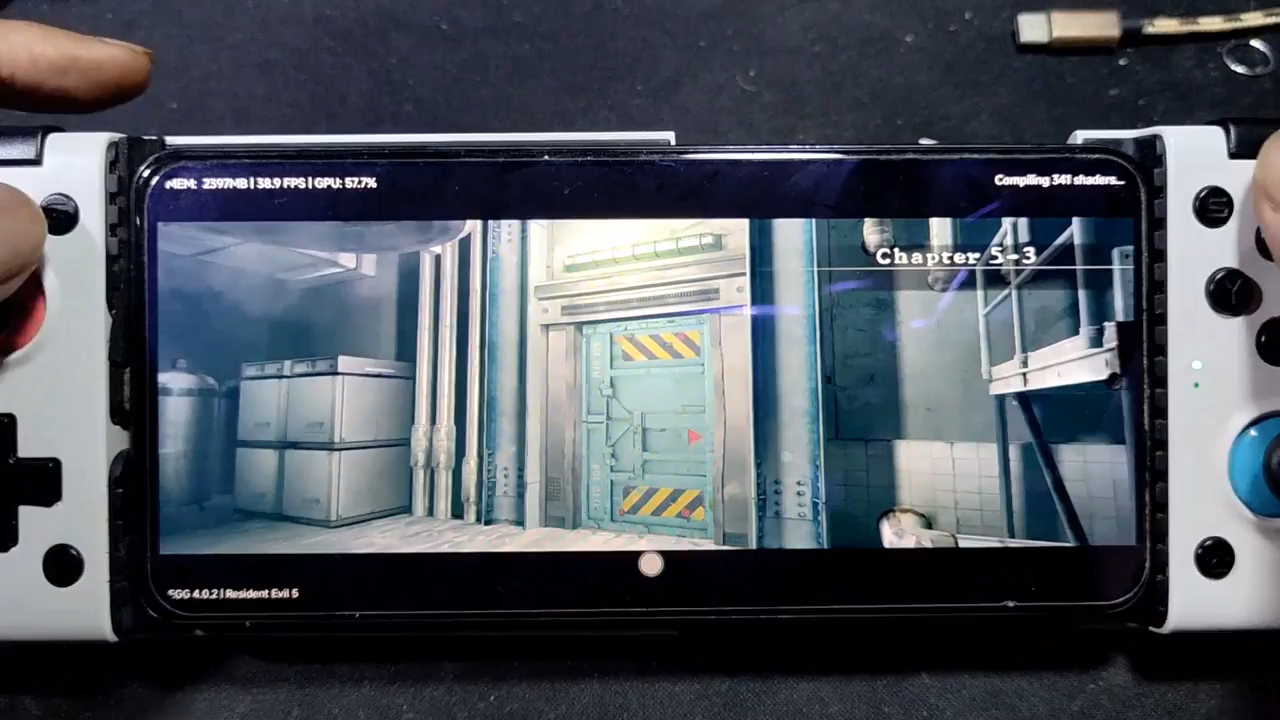 MEM: 2397MB | 38.9 FPS | GPU: 57.7%
Compiling 341 shaders...
Chapter 5-3
EGG 4.0.2 | Resident Evil 5
S
Y